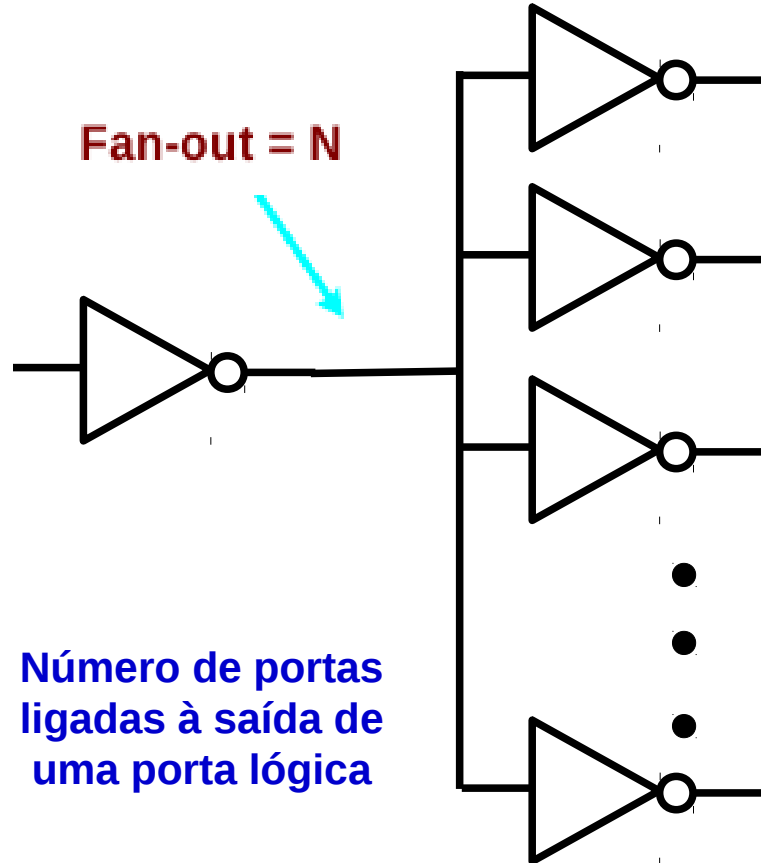 Fan-out = N
Número de portas
ligadas à saída de
uma porta lógica